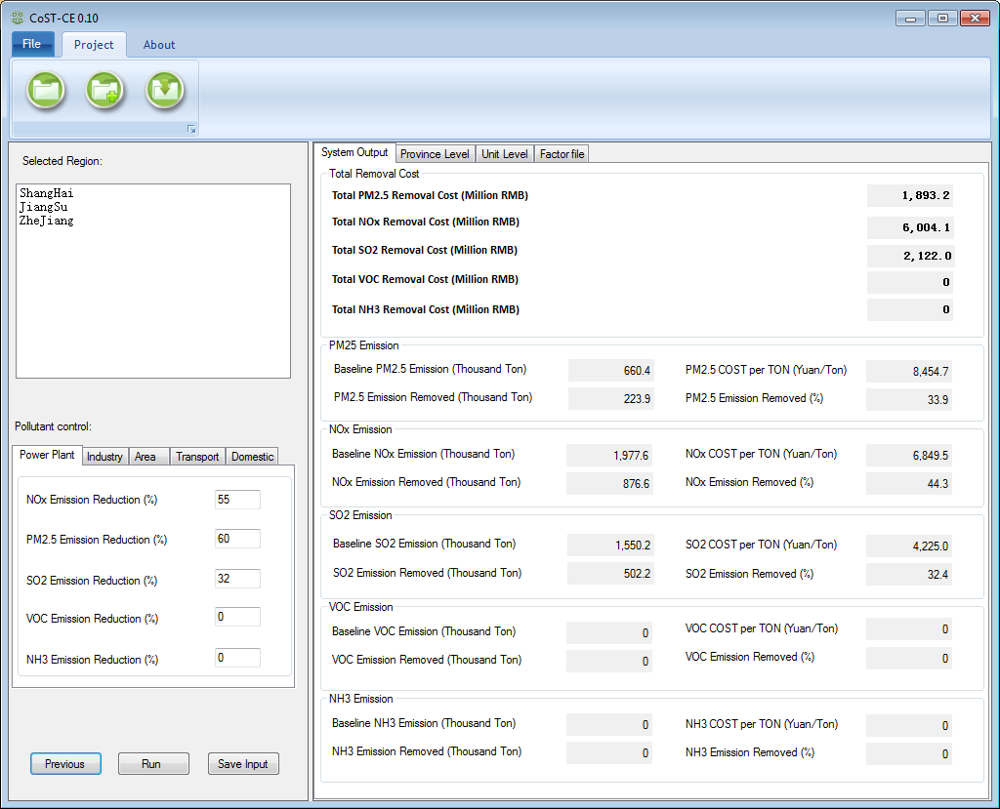 CoST-CE 0.10
File Project About
Selected Region:
ShangHai
JiangSu
ZheJiang
Pollutant control:
Power Plant Industry Area Transport Domestic
NOx Emission Reduction (%) 55
PM2.5 Emission Reduction (%) 60
SO2 Emission Reduction (%) 32
VOC Emission Reduction (%) 0
NH3 Emission Reduction (%) 0
Previous Run Save Input
System Output Province Level Unit Level Factor file
Total Removal Cost
Total PM2.5 Removal Cost (Million RMB) 1,893.2
Total NOx Removal Cost (Million RMB) 6,004.1
Total SO2 Removal Cost (Million RMB) 2,122.0
Total VOC Removal Cost (Million RMB) 0
Total NH3 Removal Cost (Million RMB) 0
PM25 Emission
Baseline PM2.5 Emission (Thousand Ton) 660.4 PM2.5 COST per TON (Yuan/Ton) 8,454.7
PM2.5 Emission Removed (Thousand Ton) 223.9 PM2.5 Emission Removed (%) 33.9
NOx Emission
Baseline NOx Emission (Thousand Ton) 1,977.6 NOx COST per TON (Yuan/Ton) 6,849.5
NOx Emission Removed (Thousand Ton) 876.6 NOx Emission Removed (%) 44.3
SO2 Emission
Baseline SO2 Emission (Thousand Ton) 1,550.2 SO2 COST per TON (Yuan/Ton) 4,225.0
SO2 Emission Removed (Thousand Ton) 502.2 SO2 Emission Removed (%) 32.4
VOC Emission
Baseline VOC Emission (Thousand Ton) 0 VOC COST per TON (Yuan/Ton) 0
VOC Emission Removed (Thousand Ton) 0 VOC Emission Removed (%) 0
NH3 Emission
Baseline NH3 Emission (Thousand Ton) 0 NH3 COST per TON (Yuan/Ton) 0
NH3 Emission Removed (Thousand Ton) 0 NH3 Emission Removed (%) 0